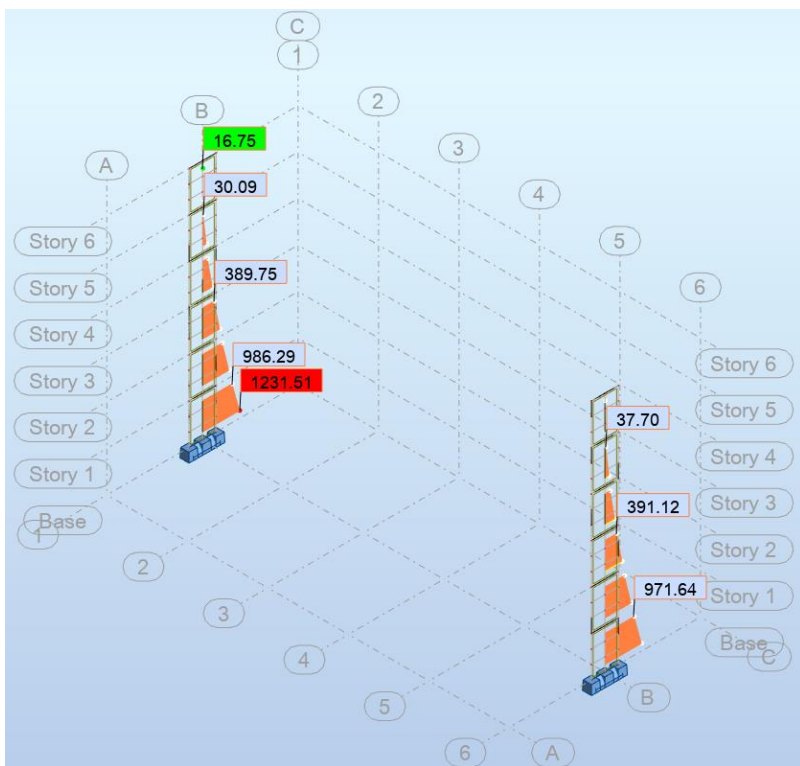 C
1
2
B
16.75
3
A
30.09
4
Story 6
5
389.75
Story 5
6
Story 4
986.29
Story 6
Story 3
1231.51
Story 5
37.70
Story 2
Story 4
Story 1
Story 3
391.12
Base
1
Story 2
2
971.64
Story 1
3
Base
C
4
5
B
6
A